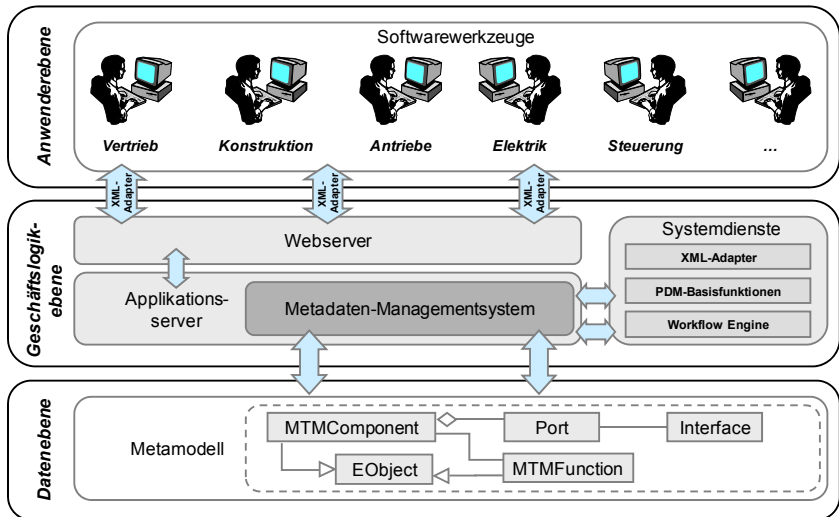 Anwenderebene
Softwarewerkzeuge
Vertrieb
Konstruktion
Antriebe
Elektrik
Steuerung
...
XML-
Adapter
XML-
Adapter
XML-
Adapter
Geschäftslogik-
ebene
Webserver
Applikations-
server
Metadaten-Managementsystem
Systemdienste
XML-Adapter
PDM-Basisfunktionen
Workflow Engine
Datenebene
Metamodell
MTMComponent
Port
Interface
EObject
MTMFunction